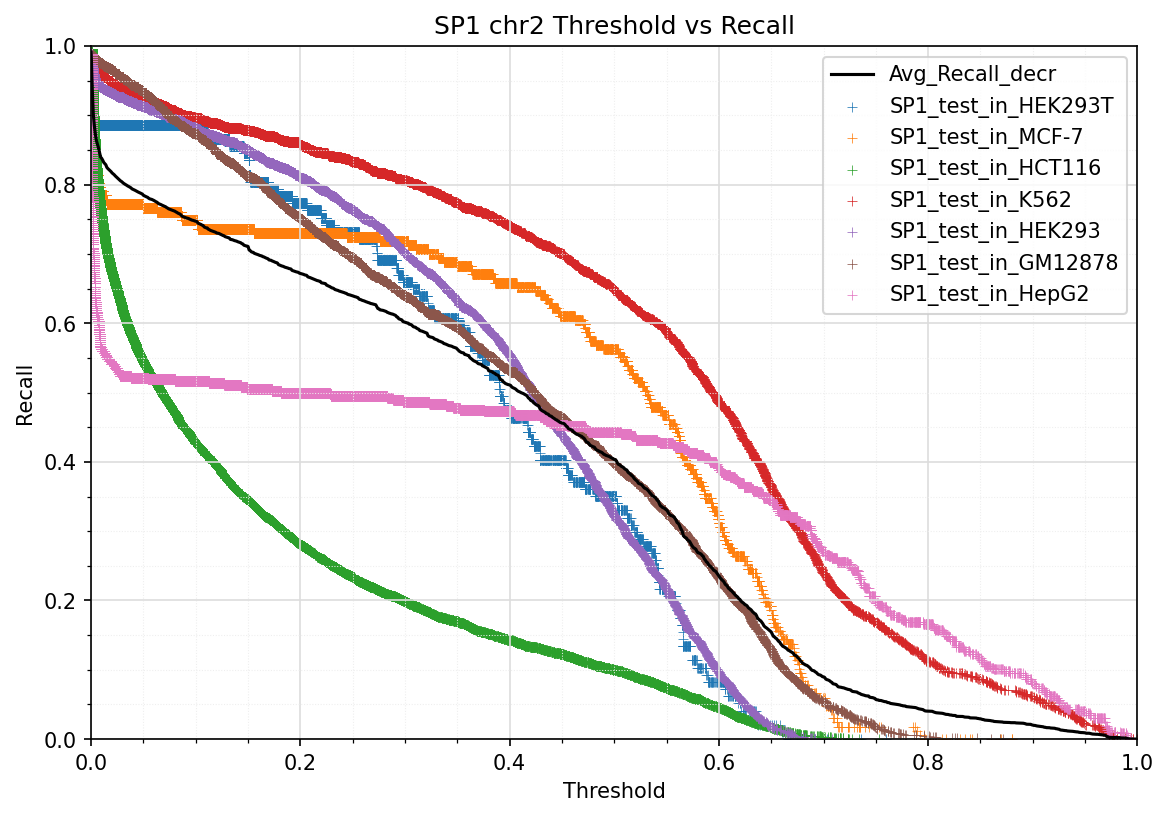 SP1 chr2 Threshold vs Recall
1.0
0.8
0.6
0.4
0.2
0.0
Recall
Avg_Recall_decr
SP1_test_in_HEK293T
SP1_test_in_MCF-7
SP1_test_in_HCT116
SP1_test_in_K562
SP1_test_in_HEK293
SP1_test_in_GM12878
SP1_test_in_HepG2
0.0 0.2 0.4 0.6 0.8 1.0
Threshold